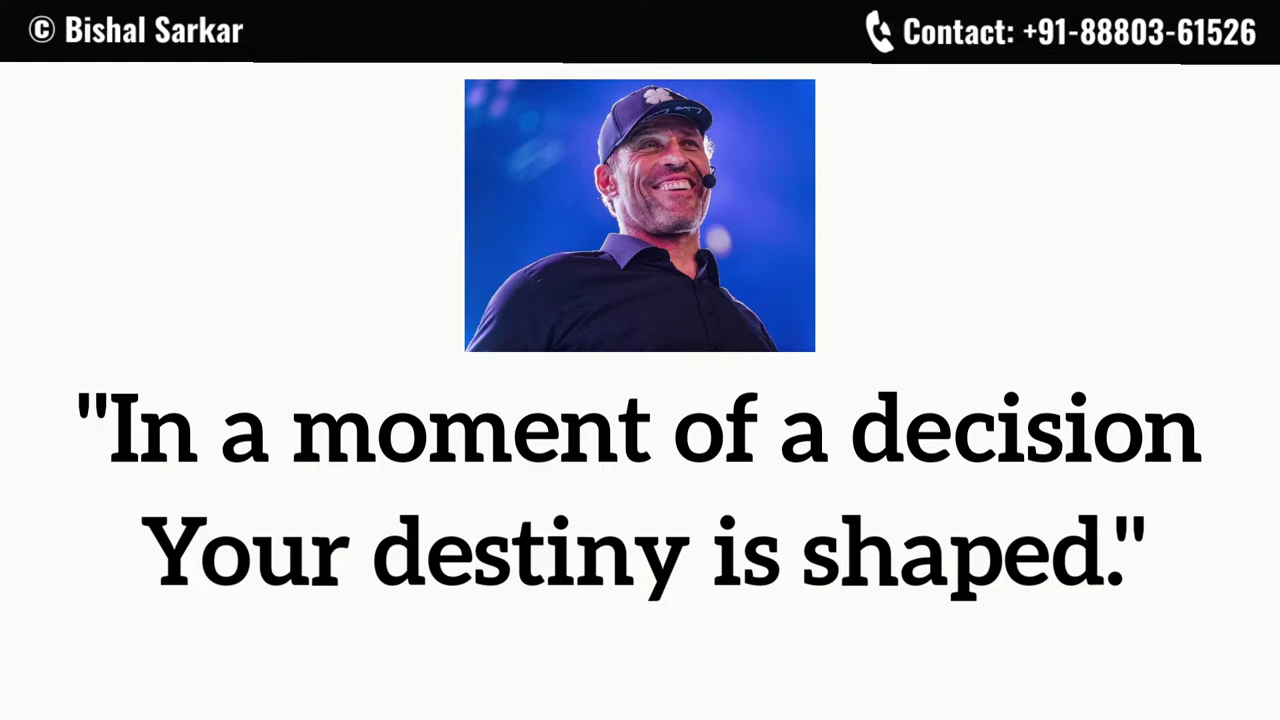 © Bishal Sarkar
Contact: +91-88803-61526
"In a moment of a decision
Your destiny is shaped."